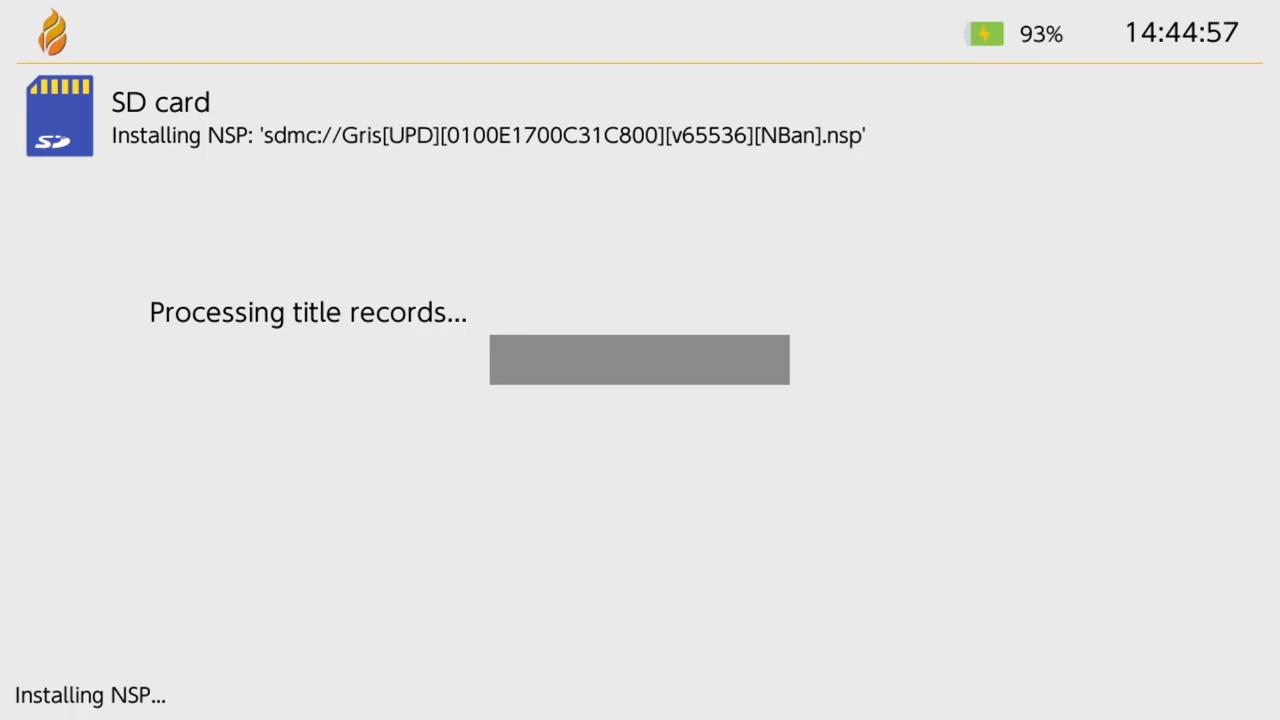 93% 14:44:57
SD card
Installing NSP: 'sdmc://Gris[UPD][0100E1700C31C800][v65536][NBan].nsp'
SD
Processing title records...
Installing NSP...